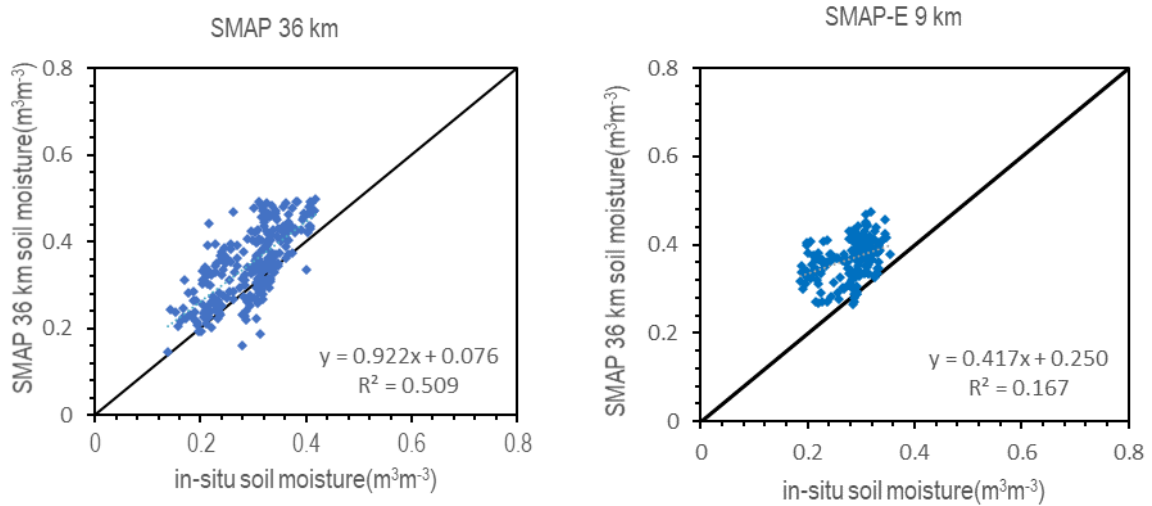 SMAP 36 km
SMAP 36 km soil moisture(m³m⁻³)
0.8
0.6
0.4
0.2
0
y = 0.922x + 0.076
R² = 0.509
0 0.2 0.4 0.6 0.8
in-situ soil moisture(m³m⁻³)
SMAP-E 9 km
SMAP 36 km soil moisture(m³m⁻³)
0.8
0.6
0.4
0.2
0
y = 0.417x + 0.250
R² = 0.167
0 0.2 0.4 0.6 0.8
in-situ soil moisture(m³m⁻³)